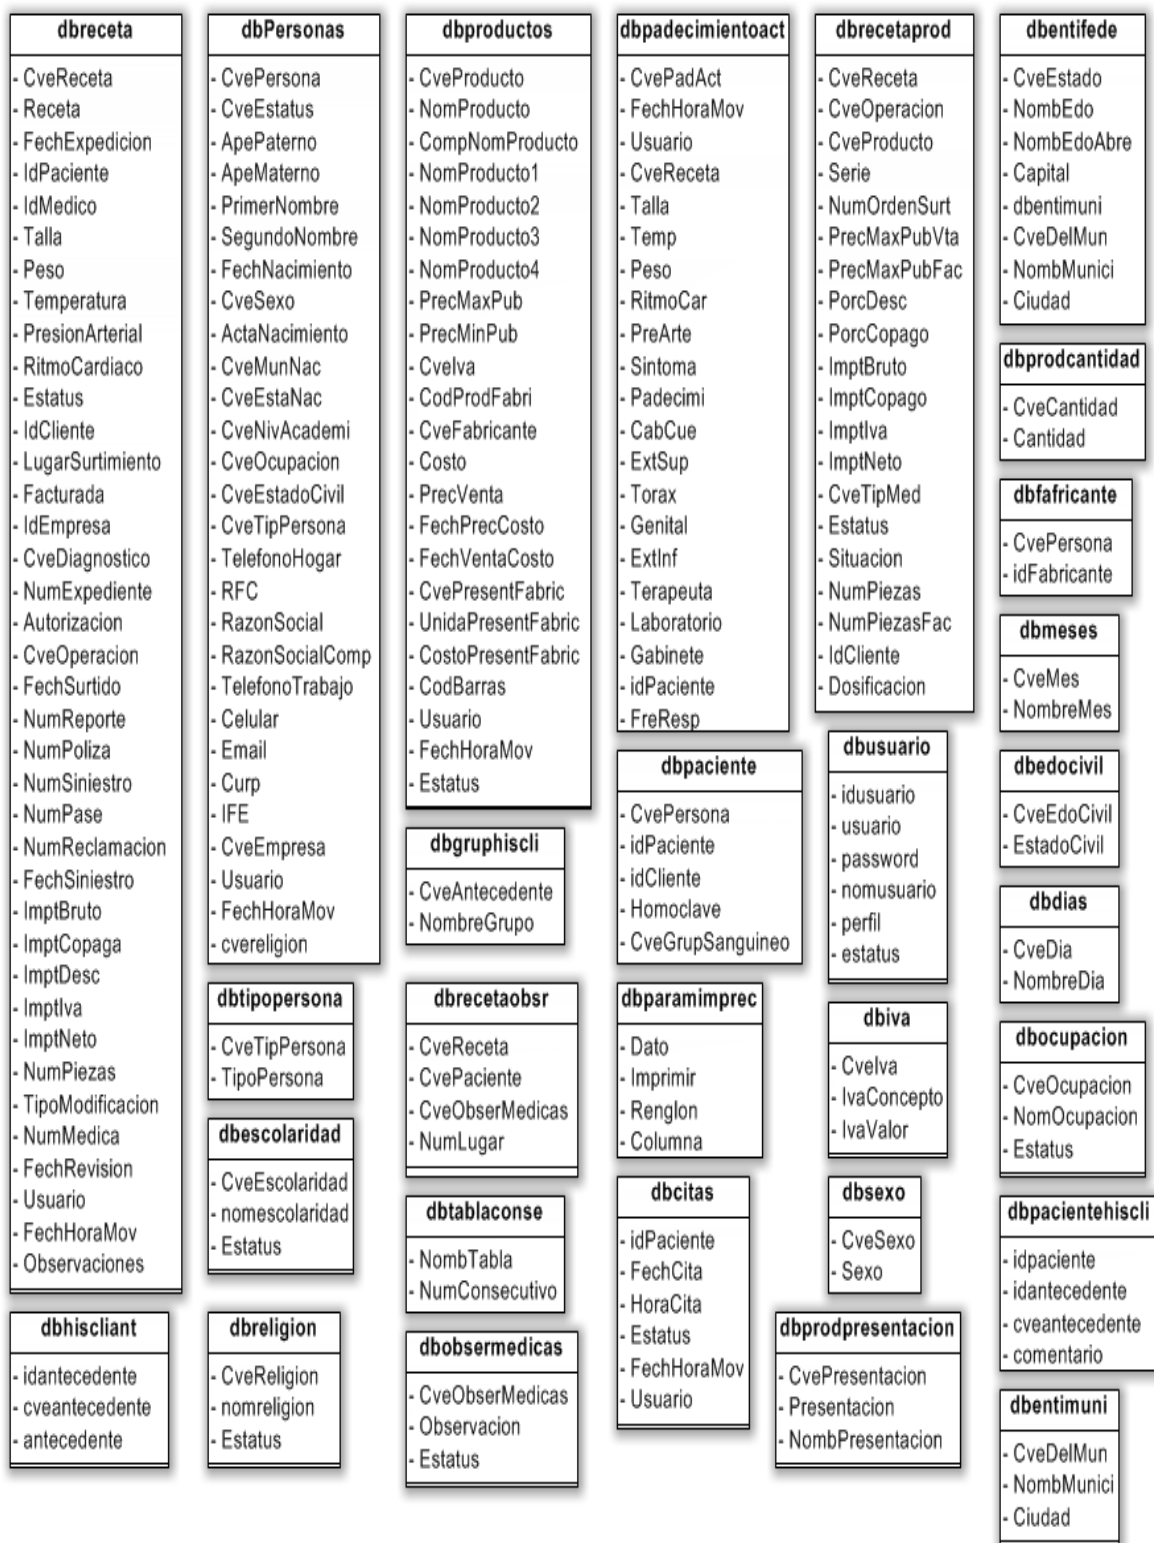 dbreceta
- CveReceta
- Receta
- FechExpedicion
- IdPaciente
- IdMedico
- Talla
- Peso
- Temperatura
- PresionArterial
- RitmoCardiaco
- Estatus
- IdCliente
- LugarSurtimiento
- Facturada
- IdEmpresa
- CveDiagnostico
- NumExpediente
- Autorizacion
- CveOperacion
- FechSurtido
- NumReporte
- NumPoliza
- NumSiniestro
- NumPase
- NumReclamacion
- FechSiniestro
- ImptBruto
- ImptCopaga
- ImptDesc
- ImptIva
- ImptNeto
- NumPiezas
- TipoModificacion
- NumMedica
- FechRevision
- Usuario
- FechHoraMov
- Observaciones
dbhiscliant
- idantecedente
- cveantecedente
- antecedente
dbPersonas
- CvePersona
- CveEstatus
- ApePaterno
- ApeMaterno
- PrimerNombre
- SegundoNombre
- FechNacimiento
- CveSexo
- ActaNacimiento
- CveMunNac
- CveEstaNac
- CveNivAcademi
- CveOcupacion
- CveEstadoCivil
- CveTipPersona
- TelefonoHogar
- RFC
- RazonSocial
- RazonSocialComp
- TelefonoTrabajo
- Celular
- Email
- Curp
- IFE
- CveEmpresa
- Usuario
- FechHoraMov
- cvereligion
dbtipopersona
- CveTipPersona
- TipoPersona
dbescolaridad
- CveEscolaridad
- nomescolaridad
- Estatus
dbreligion
- CveReligion
- nomreligion
- Estatus
dbproductos
- CveProducto
- NomProducto
- CompNomProducto
- NomProducto1
- NomProducto2
- NomProducto3
- NomProducto4
- PrecMaxPub
- PrecMinPub
- CveIva
- CodProdFabri
- CveFabricante
- Costo
- PrecVenta
- FechPrecCosto
- FechVentaCosto
- CvePresentFabric
- UnidaPresentFabric
- CostoPresentFabric
- CodBarras
- Usuario
- FechHoraMov
- Estatus
dbgruphiscli
- CveAntecedente
- NombreGrupo
dbrecetaobsr
- CveReceta
- CvePaciente
- CveObserMedicas
- NumLugar
dbtablaconse
- NombTabla
- NumConsecutivo
dbobsermedicas
- CveObserMedicas
- Observacion
- Estatus
dbpadecimientoact
- CvePadAct
- FechHoraMov
- Usuario
- CveReceta
- Talla
- Temp
- Peso
- RitmoCar
- PreArte
- Sintoma
- Padecimi
- CabCue
- ExtSup
- Torax
- Genital
- ExtInf
- Terapeuta
- Laboratorio
- Gabinete
- idPaciente
- FreResp
dbpaciente
- CvePersona
- idPaciente
- idCliente
- Homoclave
- CveGrupSanguineo
dbparamimprec
- Dato
- Imprimir
- Renglon
- Columna
dbcitas
- idPaciente
- FechCita
- HoraCita
- Estatus
- FechHoraMov
- Usuario
dbrecetaprod
- CveReceta
- CveOperacion
- CveProducto
- Serie
- NumOrdenSurt
- PrecMaxPubVta
- PrecMaxPubFac
- PorcDesc
- PorcCopago
- ImptBruto
- ImptCopago
- ImptIva
- ImptNeto
- CveTipMed
- Estatus
- Situacion
- NumPiezas
- NumPiezasFac
- IdCliente
- Dosificacion
dbusuario
- idusuario
- usuario
- password
- nomusuario
- perfil
- estatus
dbiva
- CveIva
- IvaConcepto
- IvaValor
dbsexo
- CveSexo
- Sexo
dbprodpresentacion
- CvePresentacion
- Presentacion
- NombPresentacion
dbentifede
- CveEstado
- NombEdo
- NombEdoAbre
- Capital
- dbentimuni
- CveDelMun
- NombMunici
- Ciudad
dbprodcantidad
- CveCantidad
- Cantidad
dbfafricante
- CvePersona
- idFabricante
dbmeses
- CveMes
- NombreMes
dbedocivil
- CveEdoCivil
- EstadoCivil
dbdias
- CveDia
- NombreDia
dbocupacion
- CveOcupacion
- NomOcupacion
- Estatus
dbpacientehiscli
- idpaciente
- idantecedente
- cveantecedente
- comentario
dbentimuni
- CveDelMun
- NombMunici
- Ciudad